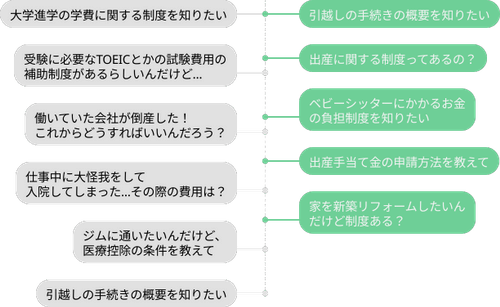 大学進学の学費に関する制度を知りたい
引越しの手続きの概要を知りたい
受験に必要なTOEICとかの試験費用の
補助制度があるらしいんだけど...
出産に関する制度ってあるの？
働いていた会社が倒産した！
これからどうすればいいんだろう？
ベビーシッターにかかるお金
の負担制度を知りたい
仕事中に大怪我をして
入院してしまった...その際の費用は？
出産手当て金の申請方法を教えて
ジムに通いたいんだけど、
医療控除の条件を教えて
家を新築リフォームしたいん
だけど制度ある？
引越しの手続きの概要を知りたい